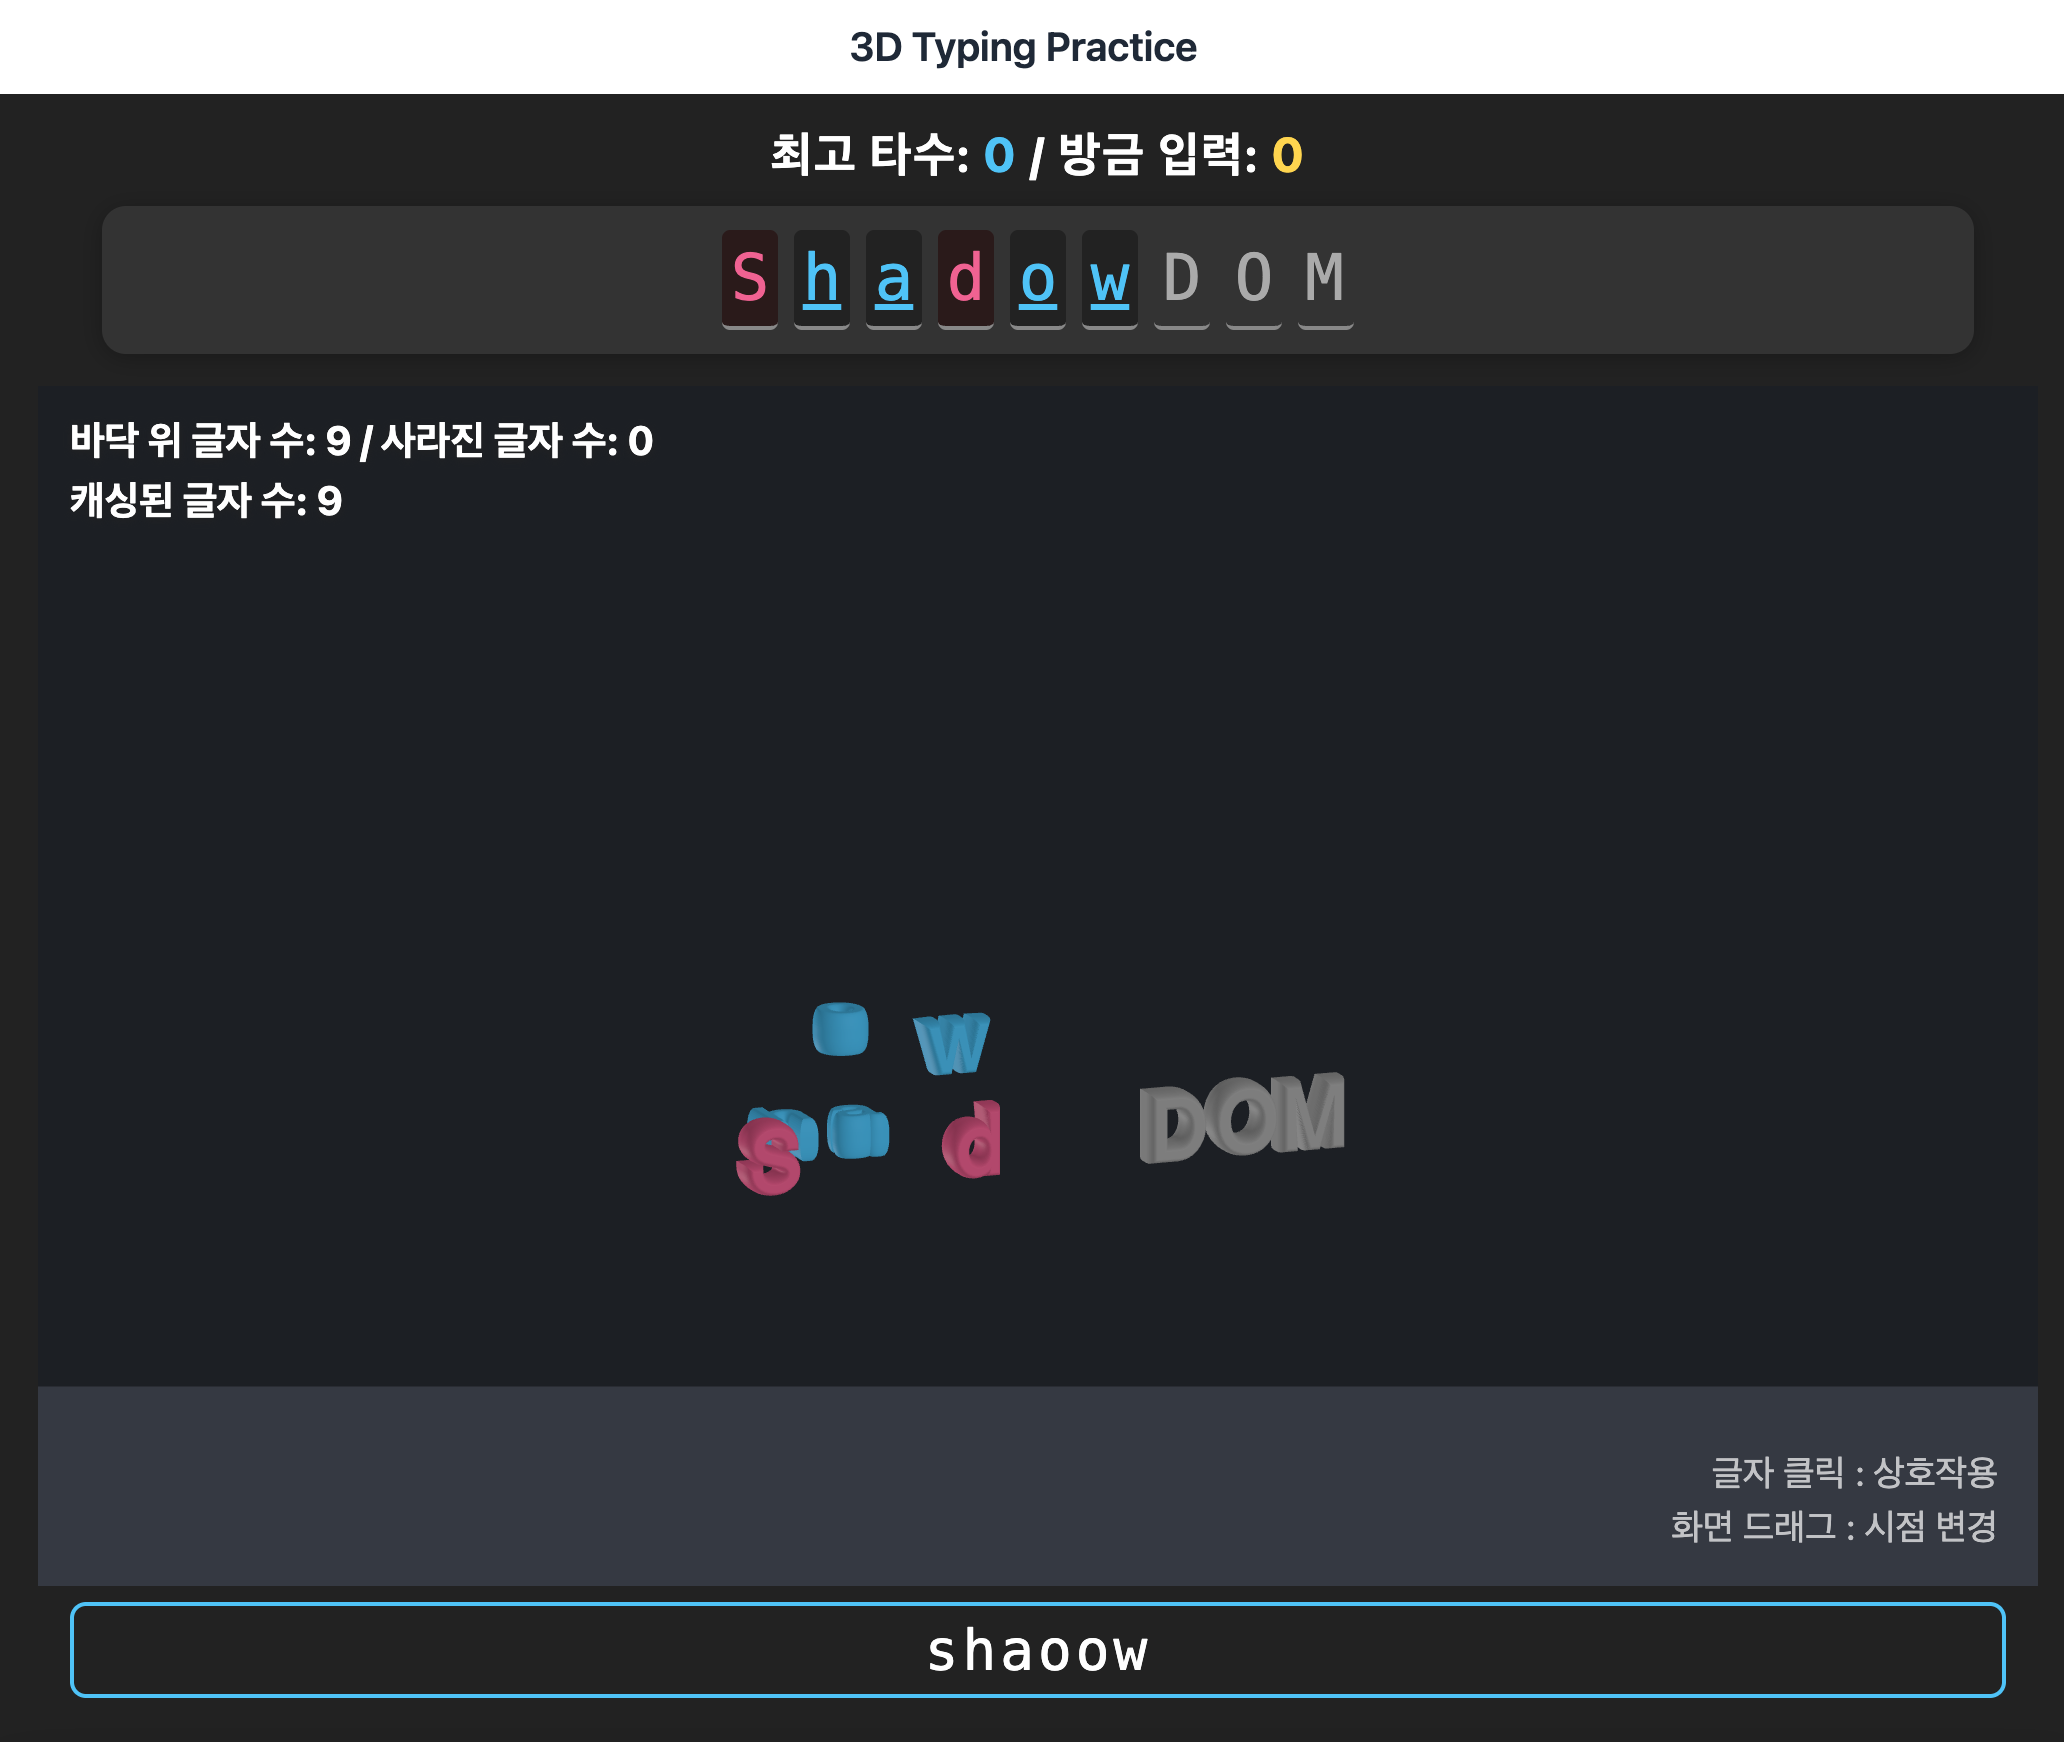 3D Typing Practice
최고 타수: 0 / 방금 입력: 0
ShadowDOM
바닥 위 글자 수: 9 / 사라진 글자 수: 0
캐싱된 글자 수: 9
w
S d DOM
글자 클릭 : 상호작용
화면 드래그 : 시점 변경
shaoow